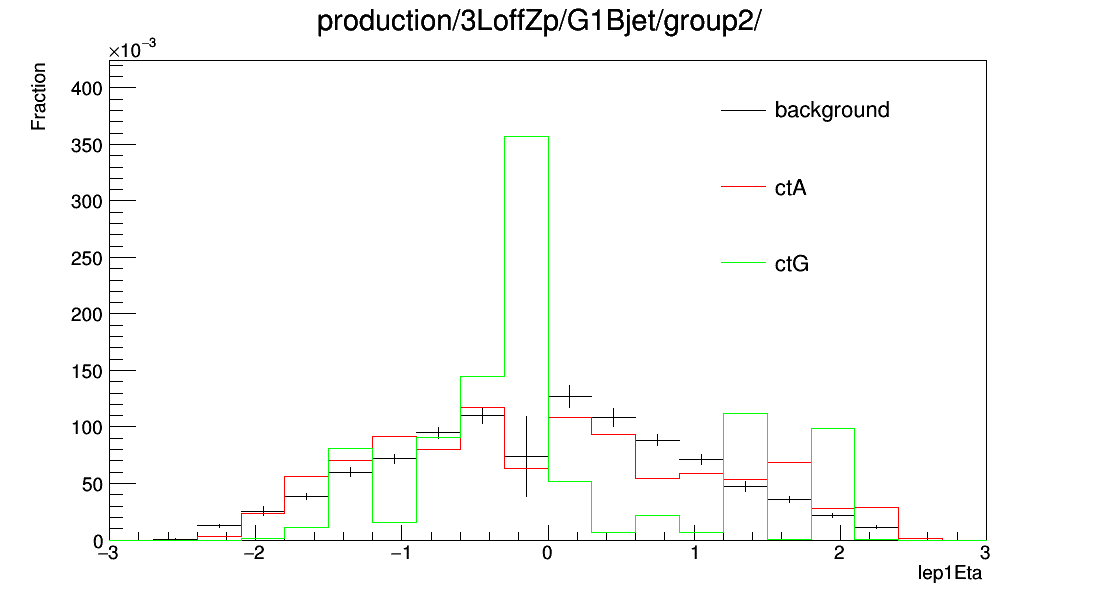 production/3LoffZp/G1Bjet/group2/
×10⁻³
Fraction
400
350
300
250
200
150
100
50
0
background
ctA
ctG
−3 −2 −1 0 1 2 3
lep1Eta